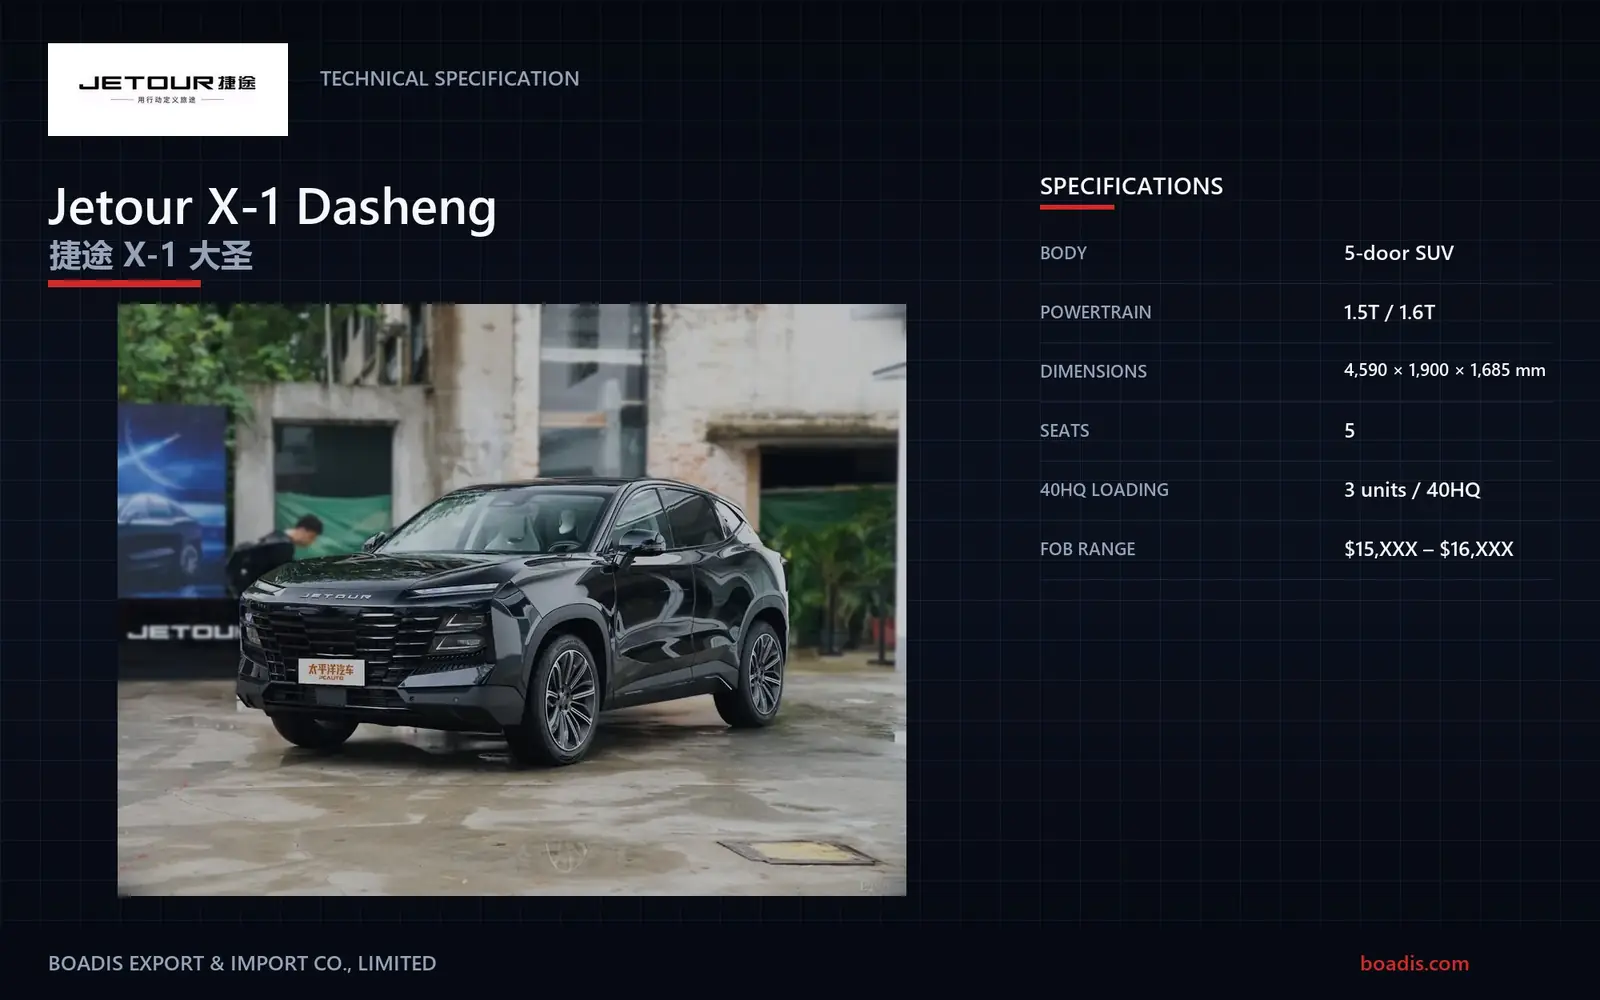 JETOUR 捷途
用行动定义旅途
TECHNICAL SPECIFICATION
Jetour X-1 Dasheng
捷途 X-1 大圣
SPECIFICATIONS
BODY 5-door SUV
POWERTRAIN 1.5T / 1.6T
DIMENSIONS 4,590 × 1,900 × 1,685 mm
SEATS 5
40HQ LOADING 3 units / 40HQ
FOB RANGE $15,XXX – $16,XXX
JETOUR
JETOU
太平洋汽车
PCAUTO
BOADIS EXPORT & IMPORT CO., LIMITED
boadis.com